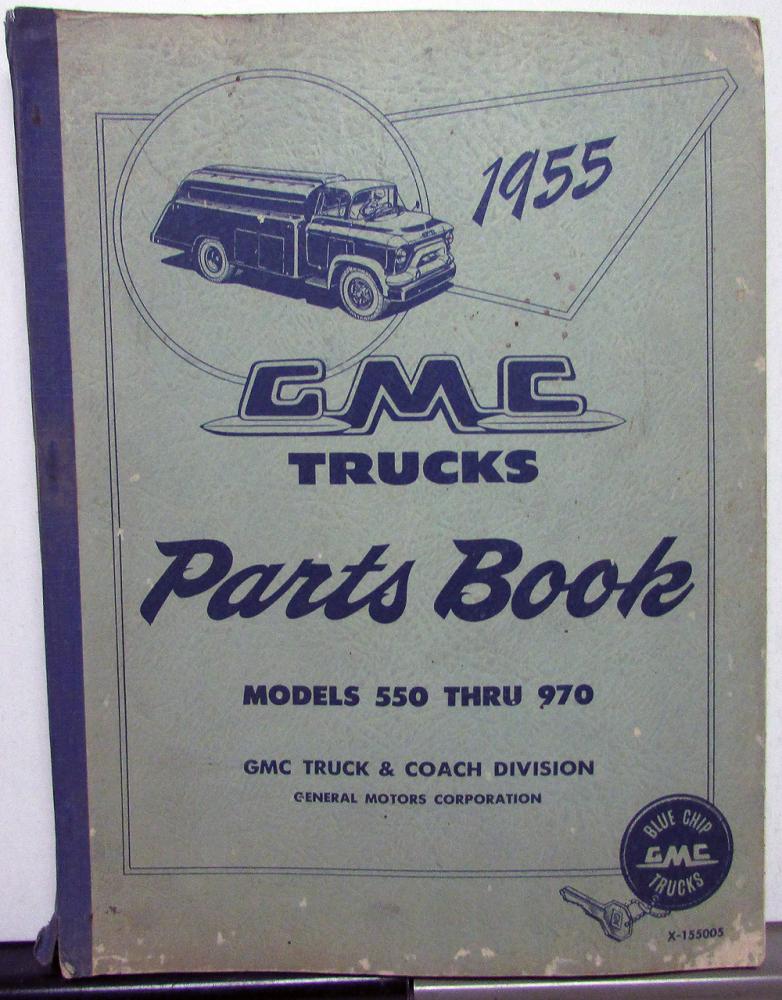 1955
GMC
TRUCKS
Parts Book
MODELS 550 THRU 970
GMC TRUCK & COACH DIVISION
GENERAL MOTORS CORPORATION
BLUE CHIP
GMC
TRUCKS
X-155005